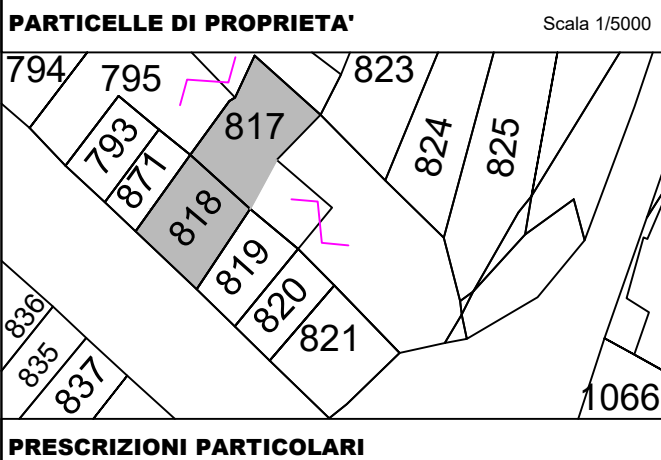 PARTICELLE DI PROPRIETA' Scala 1/5000
794 795 823
817
793 824 825
871
818
819
820
821
836
835
837
1066
PRESCRIZIONI PARTICOLARI